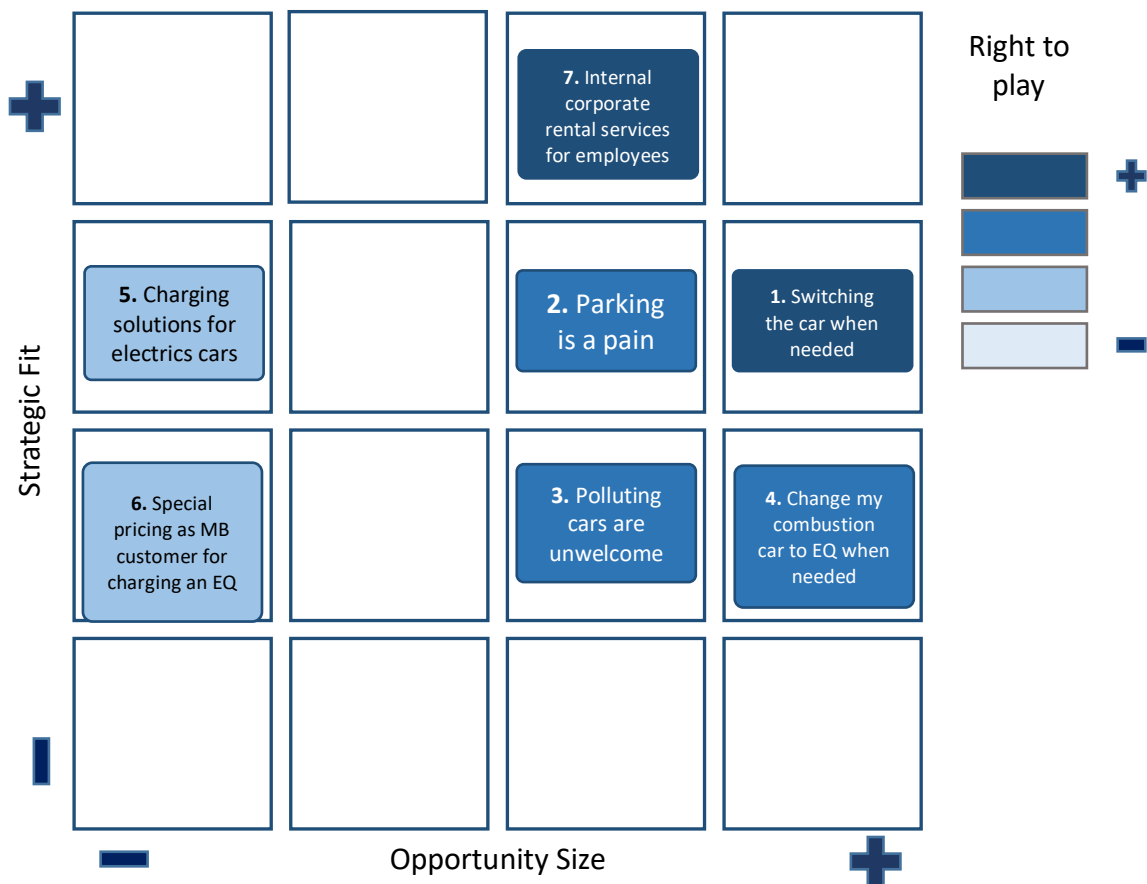 Right to
play
7. Internal
corporate
rental services
for employees
5. Charging
solutions for
electrics cars
2. Parking
is a pain
1. Switching
the car when
needed
Strategic Fit
6. Special
pricing as MB
customer for
charging an EQ
3. Polluting
cars are
unwelcome
4. Change my
combustion
car to EQ when
needed
Opportunity Size